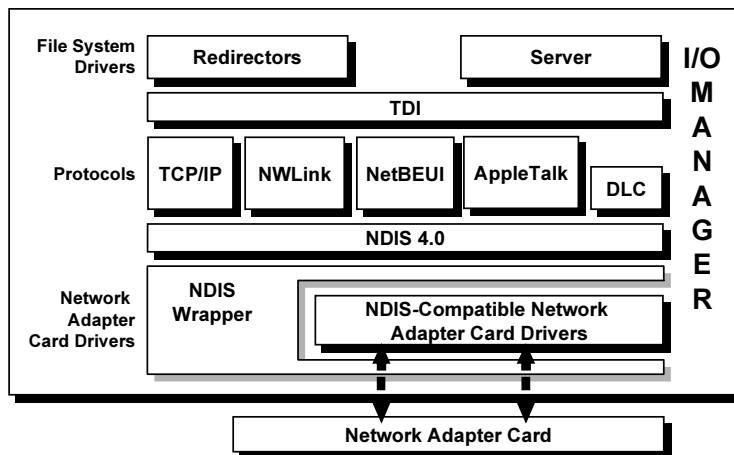 File System
Drivers
Redirectors
Server
I/O
M
A
N
A
G
E
R
TDI
Protocols
TCP/IP
NWLink
NetBEUI
AppleTalk
DLC
NDIS 4.0
Network
Adapter
Card Drivers
NDIS
Wrapper
NDIS-Compatible Network
Adapter Card Drivers
Network Adapter Card